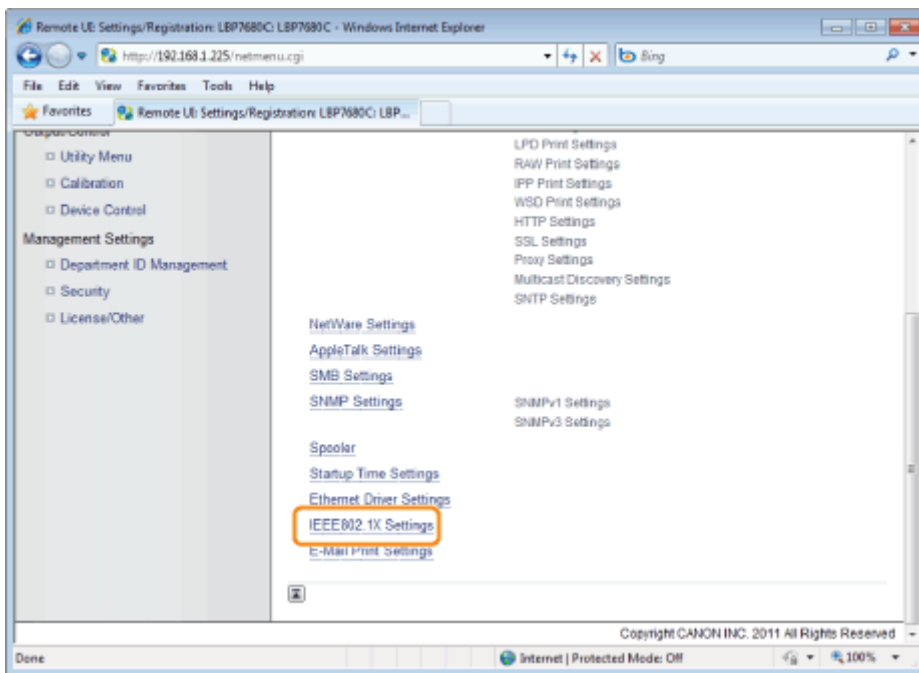 Remote UI: Settings/Registration: LBP7680C: LBP7680C - Windows Internet Explorer
http://192.168.1.225/netmenu.cgi
Bing
File Edit View Favorites Tools Help
Favorites
Remote UI: Settings/Registration: LBP7680C: LBP...
Output Control
Utility Menu
Calibration
Device Control
Management Settings
Department ID Management
Security
License/Other
LPD Print Settings
RAW Print Settings
IPP Print Settings
WSD Print Settings
HTTP Settings
SSL Settings
Proxy Settings
Multicast Discovery Settings
SNTP Settings
NetWare Settings
AppleTalk Settings
SMB Settings
SNMP Settings
SNMPv1 Settings
SNMPv3 Settings
Spooler
Startup Time Settings
Ethernet Driver Settings
IEEE802.1X Settings
E-Mail Print Settings
Copyright CANON INC. 2011 All Rights Reserved
Done
Internet | Protected Mode: Off
100%